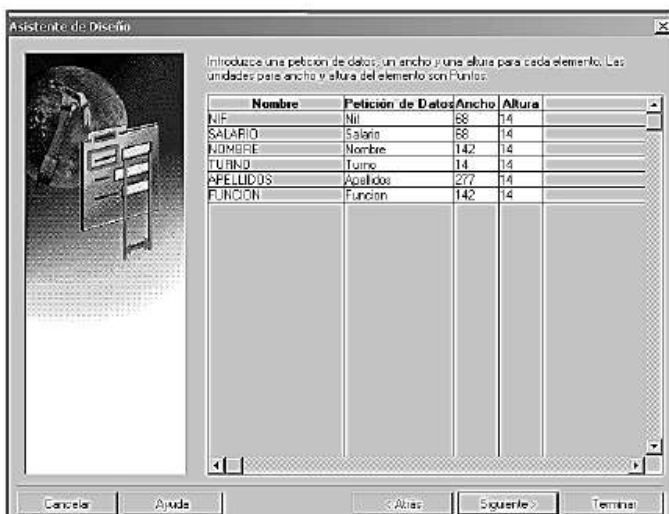 Asistente de Diseño
Introduzca una petición de datos, un ancho y una altura para cada elemento. Las
unidades para ancho y altura del elemento son Puntos.
Nombre Petición de Datos Ancho Altura
NIF Nif 68 14
SALARIO Salario 68 14
NOMBRE Nombre 142 14
TURNO Turno 14 14
APELLIDOS Apellidos 277 14
FUNCION Funcion 142 14
Cancelar Ayuda < Atrás Siguiente > Terminar